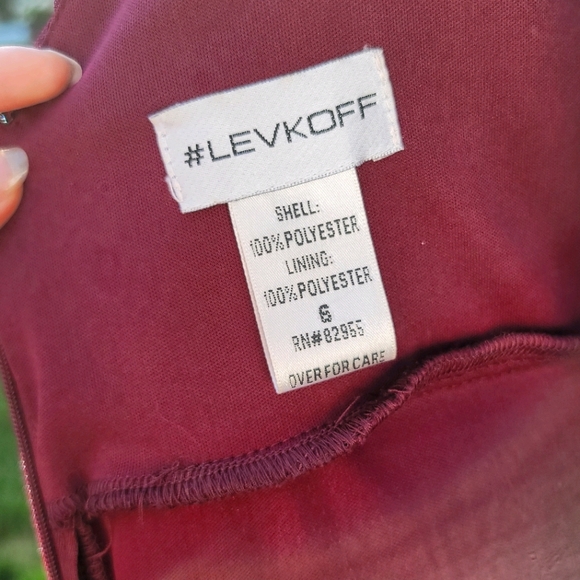 #LEVKOFF
SHELL:
100%POLYESTER
LINING:
100%POLYESTER
6
RN#82955
OVER FOR CARE